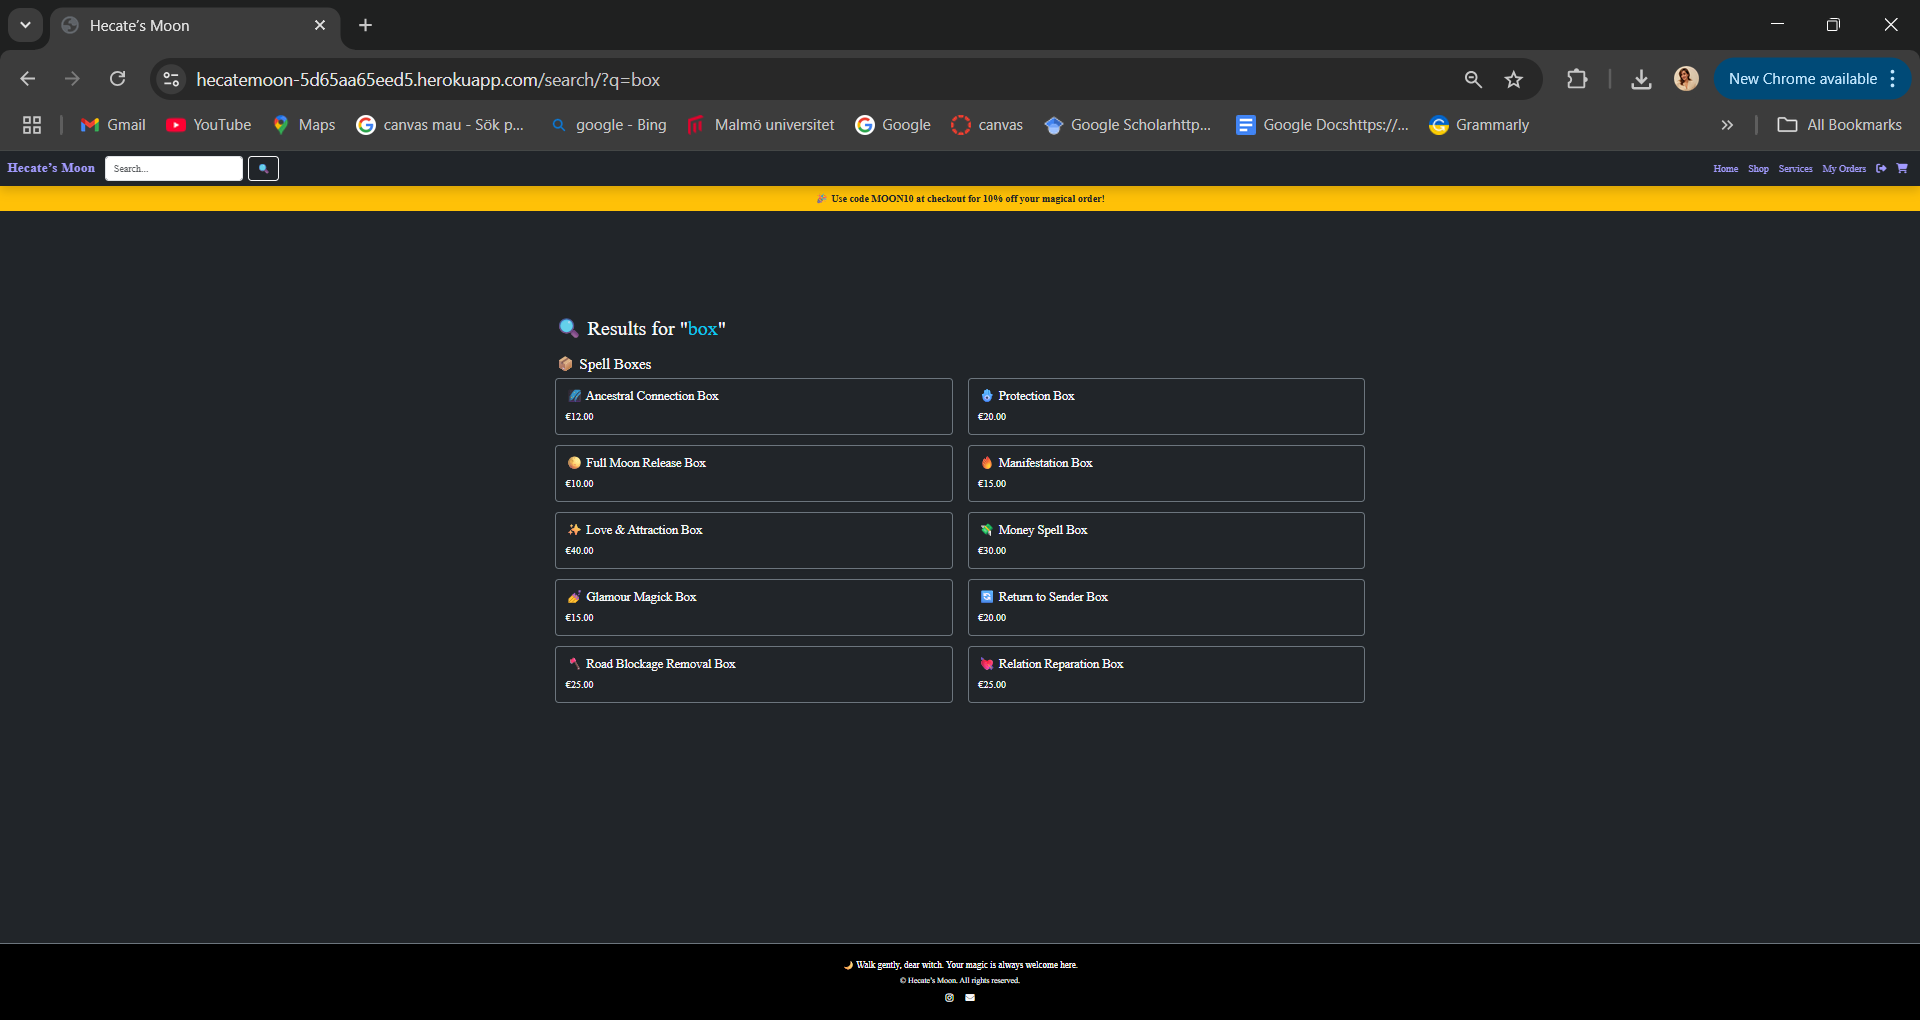 Hecate's Moon
hecatemoon-5d65aa65eed5.herokuapp.com/search/?q=box
New Chrome available
Gmail
YouTube
Maps
canvas mau - Sök p...
google - Bing
Malmö universitet
Google
canvas
Google Scholarhttp...
Google Docshttps://...
Grammarly
All Bookmarks
Hecate's Moon
Search...
Home
Shop
Services
My Orders
Use code MOON10 at checkout for 10% off your magical order!
Results for "box"
Spell Boxes
Ancestral Connection Box
€12.00
Protection Box
€20.00
Full Moon Release Box
€10.00
Manifestation Box
€15.00
Love & Attraction Box
€40.00
Money Spell Box
€30.00
Glamour Magick Box
€15.00
Return to Sender Box
€20.00
Road Blockage Removal Box
€25.00
Relation Reparation Box
€25.00
Walk gently, dear witch. Your magic is always welcome here.
© Hecate's Moon. All rights reserved.